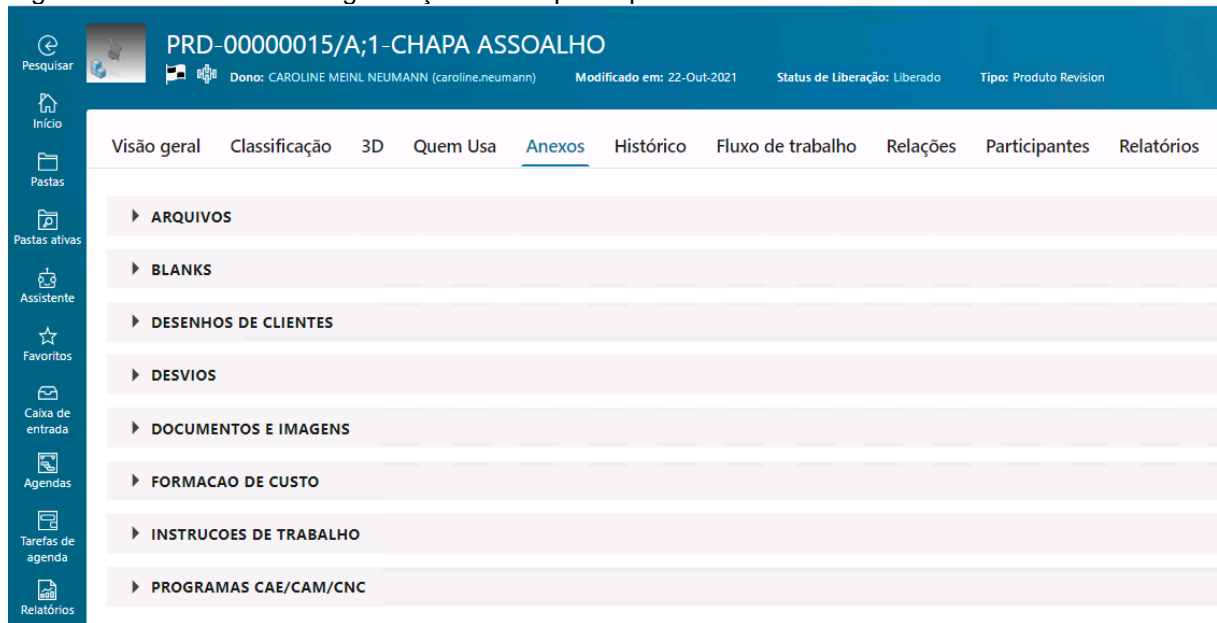 Pesquisar
Início
Pastas
Pastas ativas
Assistente
Favoritos
Caixa de
entrada
Agendas
Tarefas de
agenda
Relatórios
PRD-00000015/A;1-CHAPA ASSOALHO
Dono: CAROLINE MEINL NEUMANN (caroline.neumann) Modificado em: 22-Out-2021 Status de Liberação: Liberado Tipo: Produto Revision
Visão geral Classificação 3D Quem Usa Anexos Histórico Fluxo de trabalho Relações Participantes Relatórios
ARQUIVOS
BLANKS
DESENHOS DE CLIENTES
DESVIOS
DOCUMENTOS E IMAGENS
FORMACAO DE CUSTO
INSTRUCOES DE TRABALHO
PROGRAMAS CAE/CAM/CNC